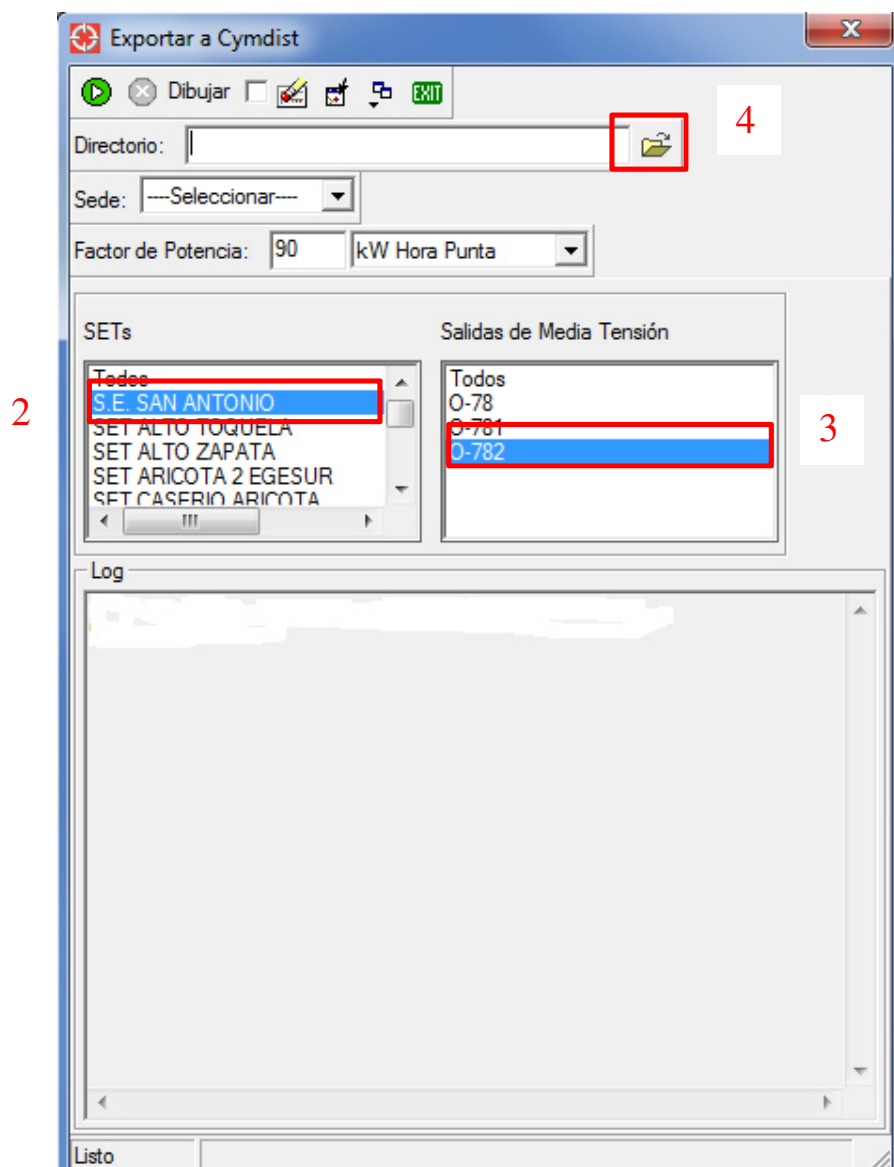 Exportar a Cymdist
x
Dibujar EXIT
4
Directorio:
Sede: ----Seleccionar----
Factor de Potencia: 90 kW Hora Punta
SETs
Salidas de Media Tensión
2
Todos
S.E. SAN ANTONIO
SET ALTO TOQUELA
SET ALTO ZAPATA
SET ARICOTA 2 EGESUR
SET CASERIO ARICOTA
Todos
O-78
O-781
O-782
3
Log
Listo